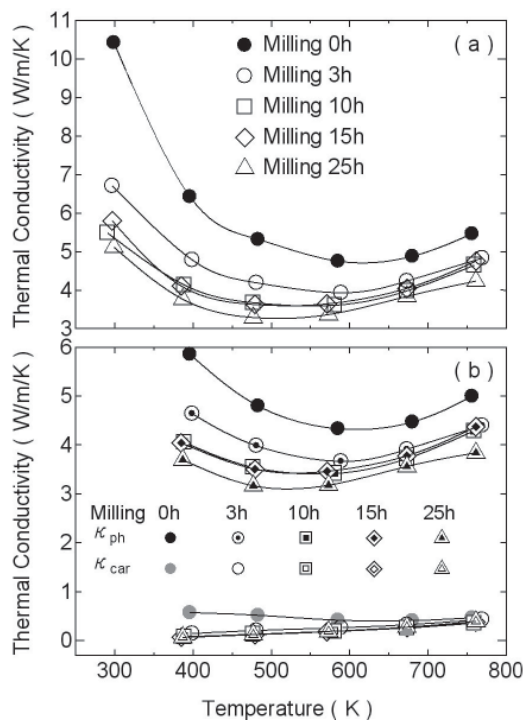 11
10
9
8
7
6
5
4
3
Thermal Conductivity ( W/m/K )
( a )
Milling 0h
Milling 3h
Milling 10h
Milling 15h
Milling 25h
6
5
4
3
2
1
0
Thermal Conductivity ( W/m/K )
( b )
Milling 0h 3h 10h 15h 25h
κ ph
κ car
300 400 500 600 700 800
Temperature ( K )